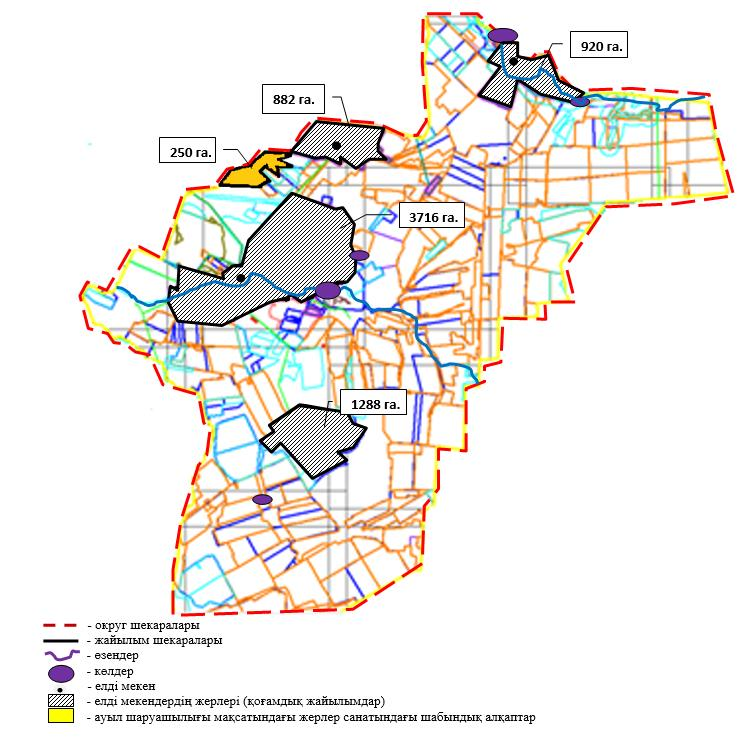 920 га.
882 га.
250 га.
3716 га.
1288 га.
- округ шекаралары
- жайылым шекаралары
- өзендер
- көлдер
- елді мекен
- елді мекендердің жерлері (қоғамдық жайылымдар)
- ауыл шаруашылығы мақсатындағы жерлер санатындағы шабындық алқаптар